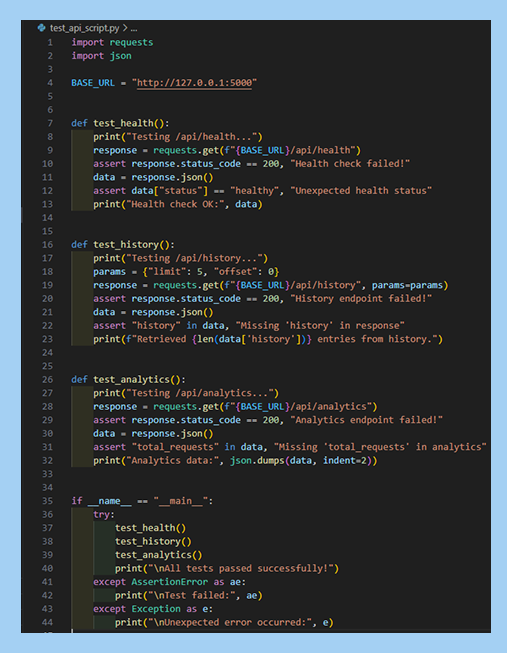 test_api_script.py > ...
1 import requests
2 import json
3
4 BASE_URL = "http://127.0.0.1:5000"
5
6
7 def test_health():
8     print("Testing /api/health...")
9     response = requests.get(f"{BASE_URL}/api/health")
10     assert response.status_code == 200, "Health check failed!"
11     data = response.json()
12     assert data["status"] == "healthy", "Unexpected health status"
13     print("Health check OK:", data)
14
15
16 def test_history():
17     print("Testing /api/history...")
18     params = {"limit": 5, "offset": 0}
19     response = requests.get(f"{BASE_URL}/api/history", params=params)
20     assert response.status_code == 200, "History endpoint failed!"
21     data = response.json()
22     assert "history" in data, "Missing 'history' in response"
23     print(f"Retrieved {len(data['history'])} entries from history.")
24
25
26 def test_analytics():
27     print("Testing /api/analytics...")
28     response = requests.get(f"{BASE_URL}/api/analytics")
29     assert response.status_code == 200, "Analytics endpoint failed!"
30     data = response.json()
31     assert "total_requests" in data, "Missing 'total_requests' in analytics"
32     print("Analytics data:", json.dumps(data, indent=2))
33
34
35 if __name__ == "__main__":
36     try:
37         test_health()
38         test_history()
39         test_analytics()
40         print("\nAll tests passed successfully!")
41     except AssertionError as ae:
42         print("\nTest failed:", ae)
43     except Exception as e:
44         print("\nUnexpected error occurred:", e)